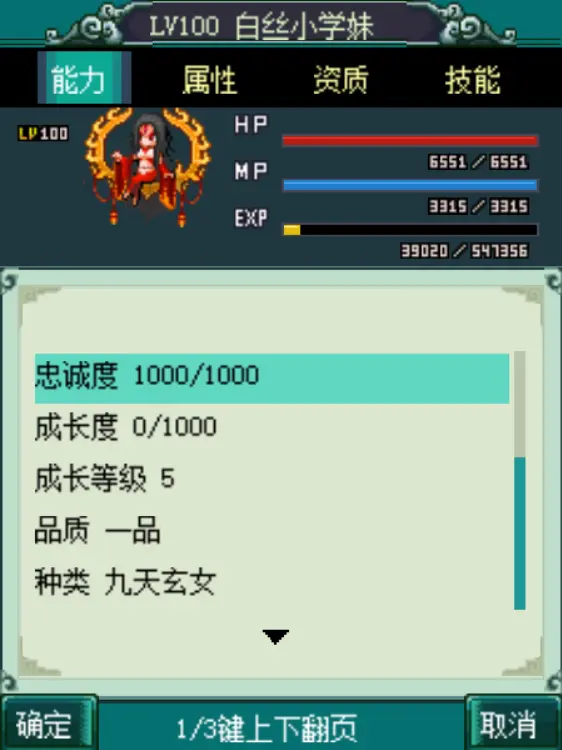 LV100 白丝小学妹
能力 属性 资质 技能
LV100
HP
6551/6551
MP
3315/3315
EXP
39020/547356
忠诚度 1000/1000
成长度 0/1000
成长等级 5
品质 一品
种类 九天玄女
确定 1/3键上下翻页 取消